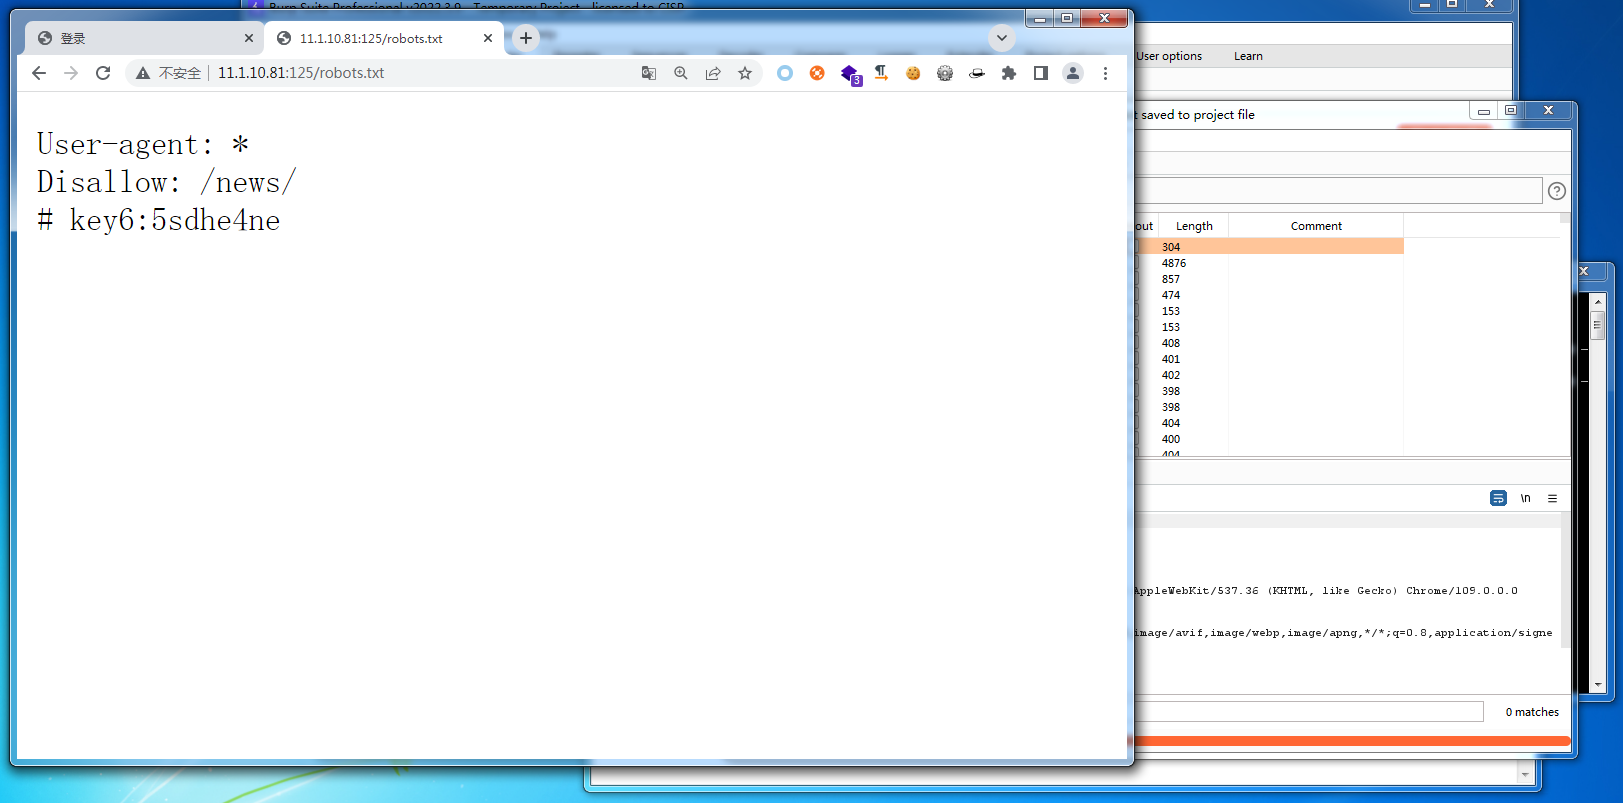 Burp Suite Professional v2022.3.9 - Temporary Project - licensed to CISP
登录
11.1.10.81:125/robots.txt
不安全
11.1.10.81:125/robots.txt
3
User options
Learn
User-agent: *
Disallow: /news/
# key6:5sdhe4ne
t saved to project file
out
Length
Comment
304
4876
857
474
153
153
408
401
402
398
398
404
400
404
\n
AppleWebKit/537.36 (KHTML, like Gecko) Chrome/109.0.0.0
image/avif,image/webp,image/apng,*/*;q=0.8,application/signe
0 matches